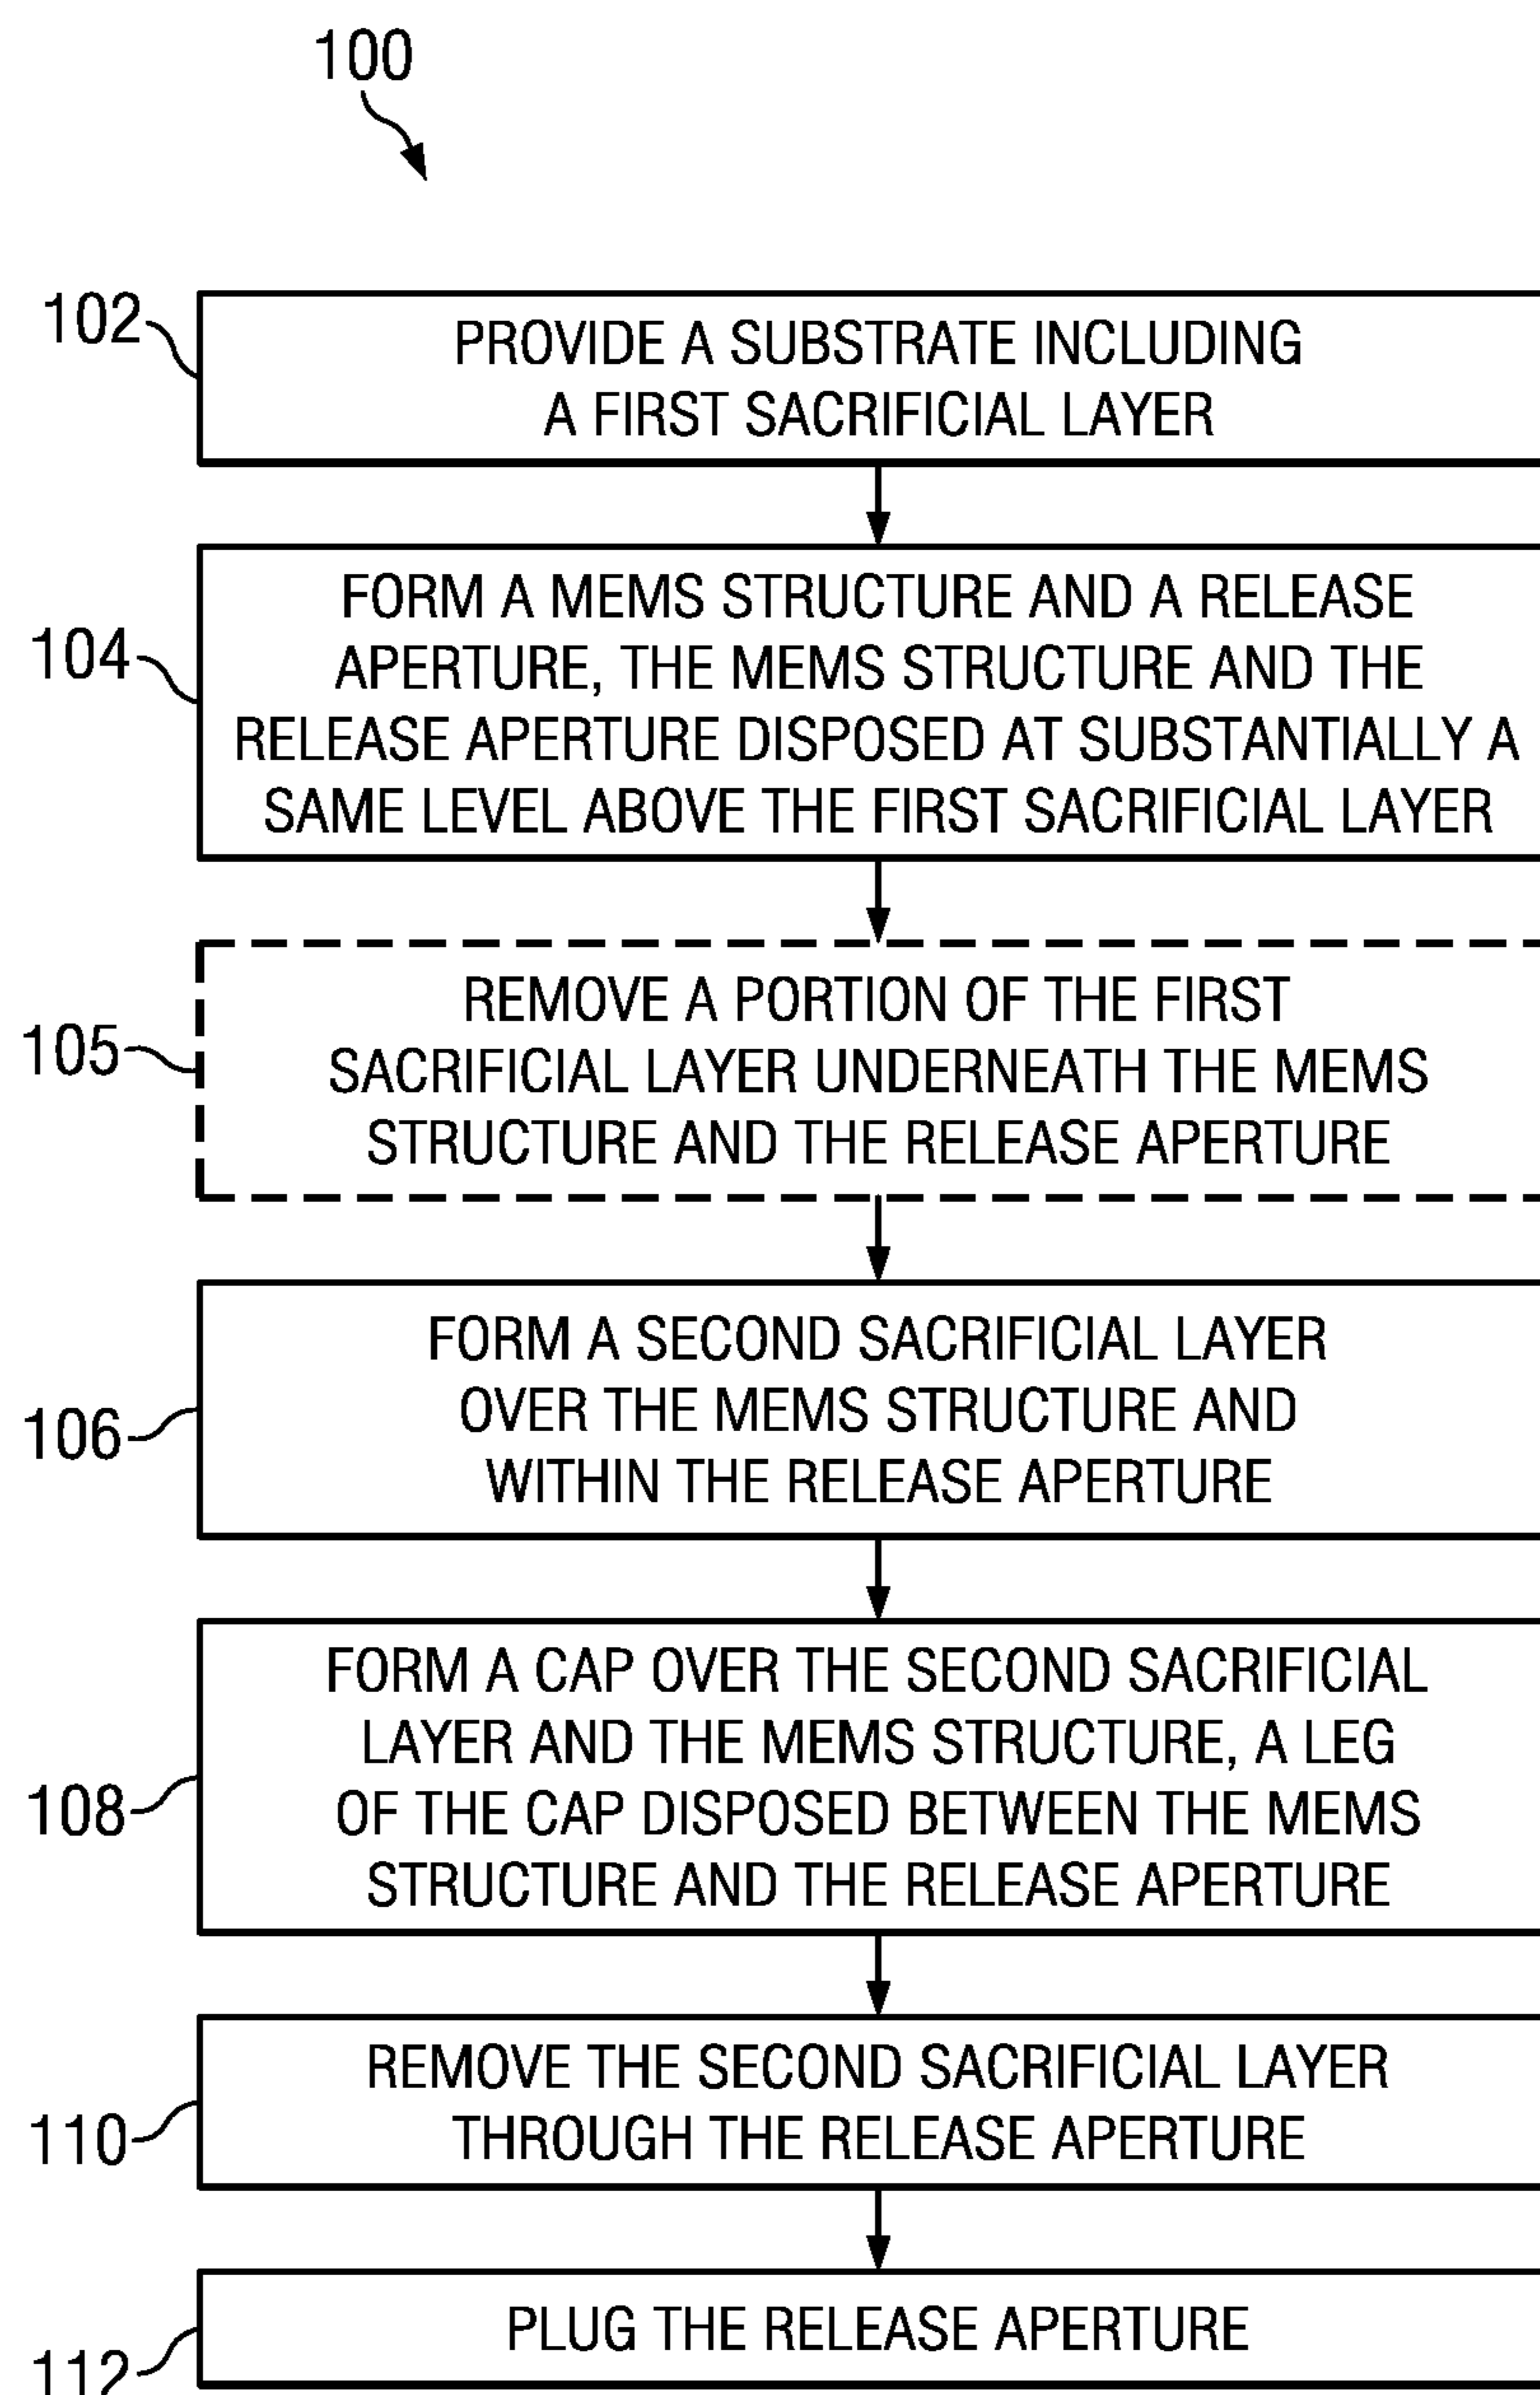 100
102
PROVIDE A SUBSTRATE INCLUDING
A FIRST SACRIFICIAL LAYER
104
FORM A MEMS STRUCTURE AND A RELEASE
APERTURE, THE MEMS STRUCTURE AND THE
RELEASE APERTURE DISPOSED AT SUBSTANTIALLY A
SAME LEVEL ABOVE THE FIRST SACRIFICIAL LAYER
105
REMOVE A PORTION OF THE FIRST
SACRIFICIAL LAYER UNDERNEATH THE MEMS
STRUCTURE AND THE RELEASE APERTURE
106
FORM A SECOND SACRIFICIAL LAYER
OVER THE MEMS STRUCTURE AND
WITHIN THE RELEASE APERTURE
108
FORM A CAP OVER THE SECOND SACRIFICIAL
LAYER AND THE MEMS STRUCTURE, A LEG
OF THE CAP DISPOSED BETWEEN THE MEMS
STRUCTURE AND THE RELEASE APERTURE
110
REMOVE THE SECOND SACRIFICIAL LAYER
THROUGH THE RELEASE APERTURE
112
PLUG THE RELEASE APERTURE